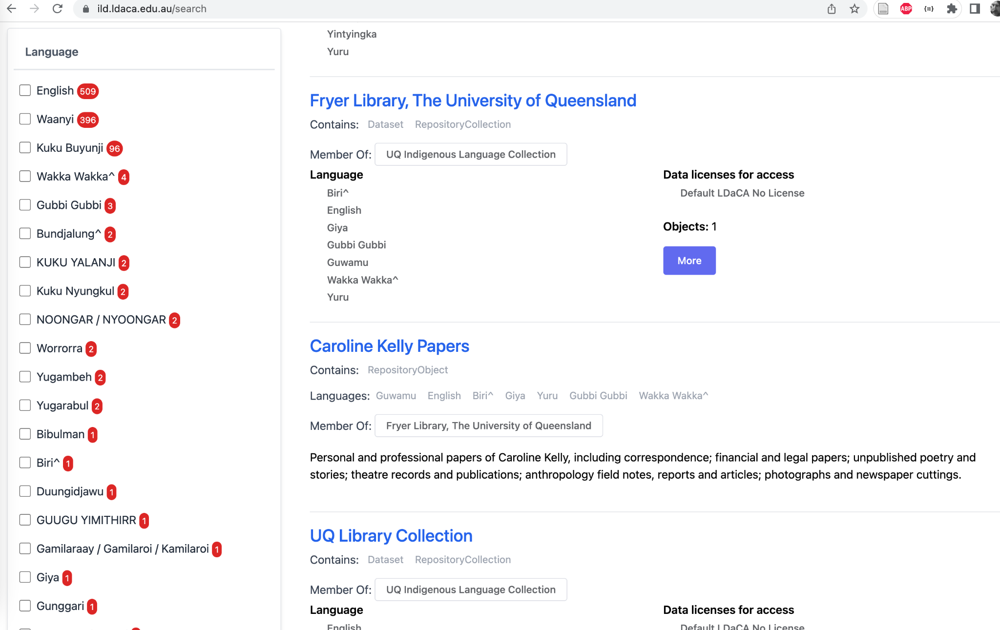 ild.ldaca.edu.au/search
ABP
Language
English 509
Waanyi 396
Kuku Buyunji 96
Wakka Wakka^ 4
Gubbi Gubbi 3
Bundjalung^ 2
KUKU YALANJI 2
Kuku Nyungkul 2
NOONGAR / NYOONGAR 2
Worrorra 2
Yugambeh 2
Yugarabul 2
Bibulman 1
Biri^ 1
Duungidjawu 1
GUUGU YIMITHIRR 1
Gamilaraay / Gamilaroi / Kamilaroi 1
Giya 1
Gunggari 1
Yintyingka
Yuru
Fryer Library, The University of Queensland
Contains: Dataset RepositoryCollection
Member Of: UQ Indigenous Language Collection
Language
Biri^
English
Giya
Gubbi Gubbi
Guwamu
Wakka Wakka^
Yuru
Data licenses for access
Default LDaCA No License
Objects: 1
More
Caroline Kelly Papers
Contains: RepositoryObject
Languages: Guwamu English Biri^ Giya Yuru Gubbi Gubbi Wakka Wakka^
Member Of: Fryer Library, The University of Queensland
Personal and professional papers of Caroline Kelly, including correspondence; financial and legal papers; unpublished poetry and
stories; theatre records and publications; anthropology field notes, reports and articles; photographs and newspaper cuttings.
UQ Library Collection
Contains: Dataset RepositoryCollection
Member Of: UQ Indigenous Language Collection
Language
English
Data licenses for access
Default LDaCA No License